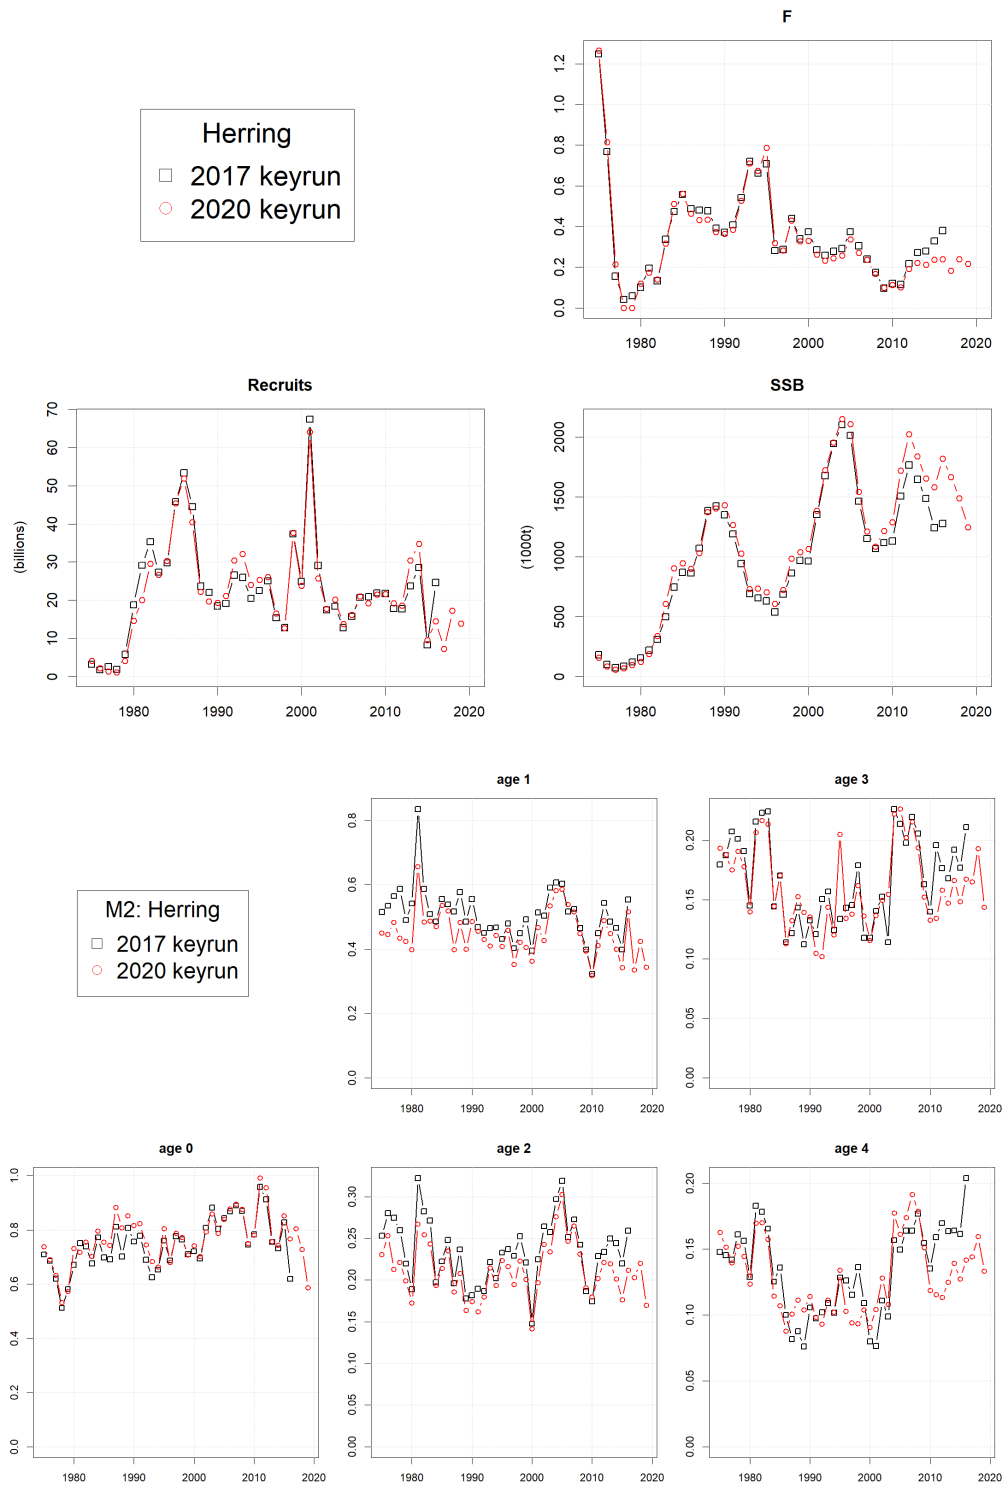 F
Herring
2017 keyrun
2020 keyrun
0.0 0.2 0.4 0.6 0.8 1.0 1.2
1980 1990 2000 2010 2020
Recruits
(billions)
0 10 20 30 40 50 60 70
1980 1990 2000 2010 2020
SSB
(1000t)
0 500 1000 1500 2000
1980 1990 2000 2010 2020
M2: Herring
2017 keyrun
2020 keyrun
age 1
0.0 0.2 0.4 0.6 0.8
1980 1990 2000 2010 2020
age 3
0.00 0.05 0.10 0.15 0.20
1980 1990 2000 2010 2020
age 0
0.0 0.2 0.4 0.6 0.8 1.0
1980 1990 2000 2010 2020
age 2
0.00 0.05 0.10 0.15 0.20 0.25 0.30
1980 1990 2000 2010 2020
age 4
0.00 0.05 0.10 0.15 0.20
1980 1990 2000 2010 2020